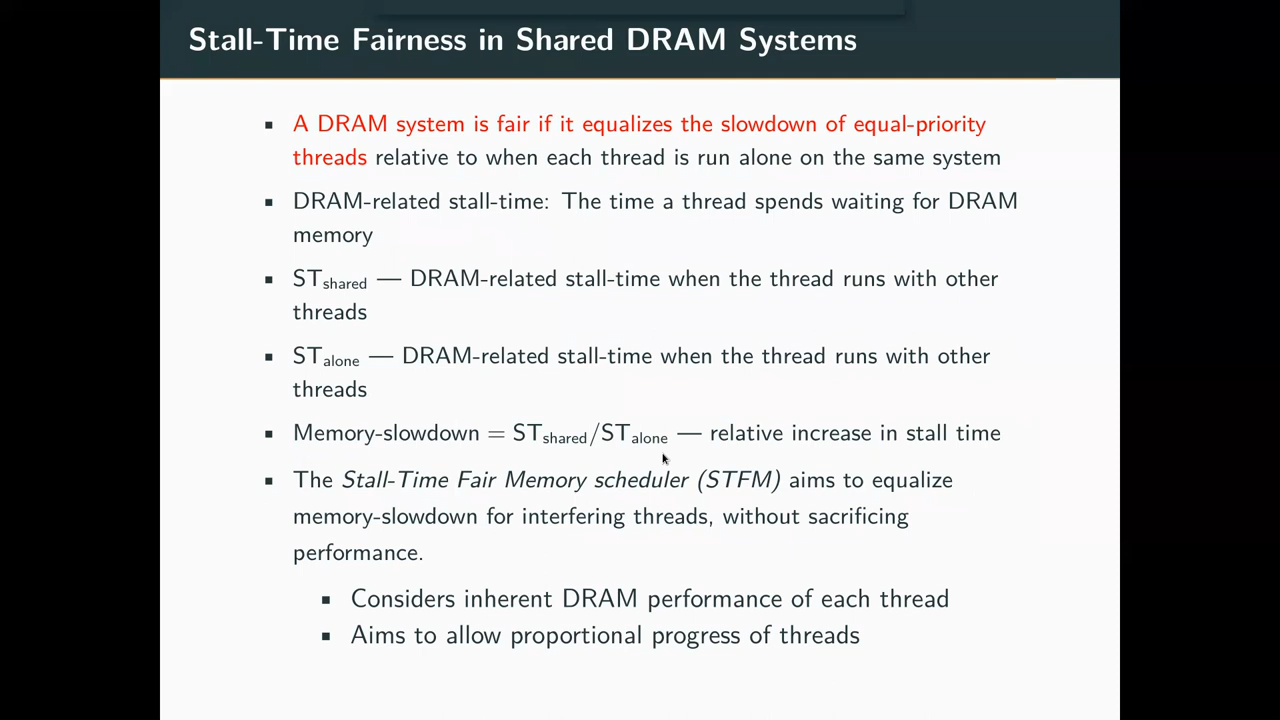 Stall-Time Fairness in Shared DRAM Systems
▪ A DRAM system is fair if it equalizes the slowdown of equal-priority
threads relative to when each thread is run alone on the same system
▪ DRAM-related stall-time: The time a thread spends waiting for DRAM
memory
▪ STshared — DRAM-related stall-time when the thread runs with other
threads
▪ STalone — DRAM-related stall-time when the thread runs with other
threads
▪ Memory-slowdown = STshared/STalone — relative increase in stall time
▪ The Stall-Time Fair Memory scheduler (STFM) aims to equalize
memory-slowdown for interfering threads, without sacrificing
performance.
▪ Considers inherent DRAM performance of each thread
▪ Aims to allow proportional progress of threads